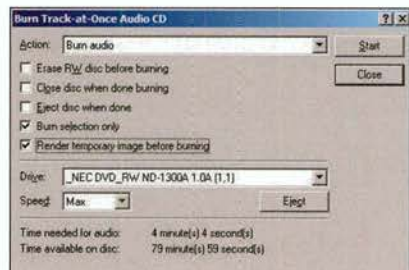 Burn Track-at-Once Audio CD
Action: Burn audio
Start
Erase RW disc before burning
Close
Close disc when done burning
Eject disc when done
Burn selection only
Render temporary image before burning
Drive: _NEC DVD_RW ND-1300A 1.0A (1,1)
Speed: Max
Eject
Time needed for audio: 4 minute(s) 4 second(s)
Time available on disc: 79 minute(s) 59 second(s)